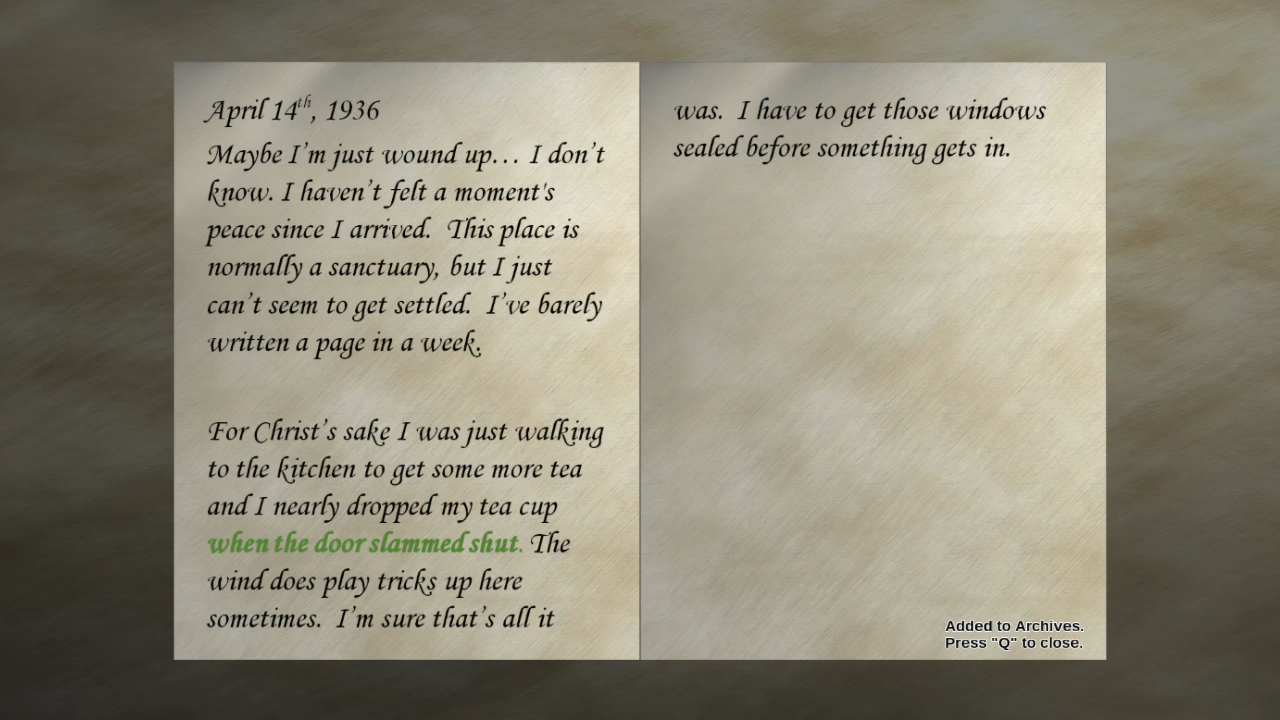 April 14th, 1936
Maybe I’m just wound up… I don’t
know. I haven’t felt a moment's
peace since I arrived.  This place is
normally a sanctuary, but I just
can’t seem to get settled.  I’ve barely
written a page in a week.
For Christ’s sake I was just walking
to the kitchen to get some more tea
and I nearly dropped my tea cup
when the door slammed shut. The
wind does play tricks up here
sometimes.  I’m sure that’s all it
was.  I have to get those windows
sealed before something gets in.
Added to Archives.
Press "Q" to close.